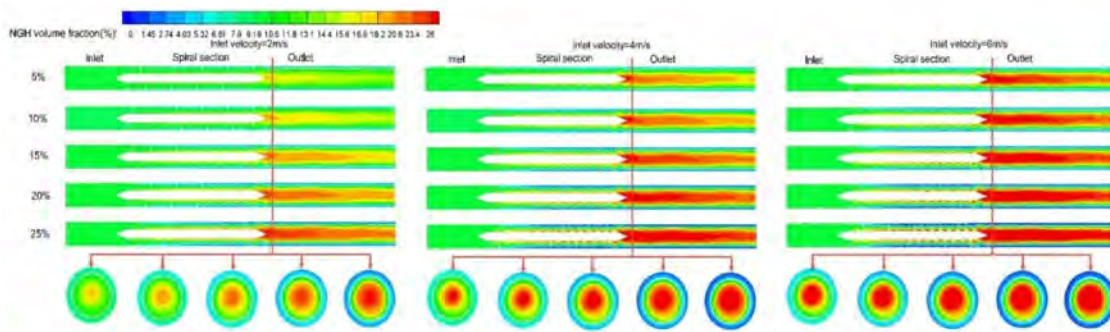 NGH volume fraction(%)
0 1.45 2.74 4.03 5.32 6.61 7.9 9.19 10.5 11.8 13.1 14.4 15.6 16.9 18.2 20.8 23.4 26
Inlet velocity=2m/s
Inlet Spiral section Outlet
Inlet velocity=4m/s
Inlet Spiral section Outlet
Inlet velocity=6m/s
Inlet Spiral section Outlet
5%
10%
15%
20%
25%